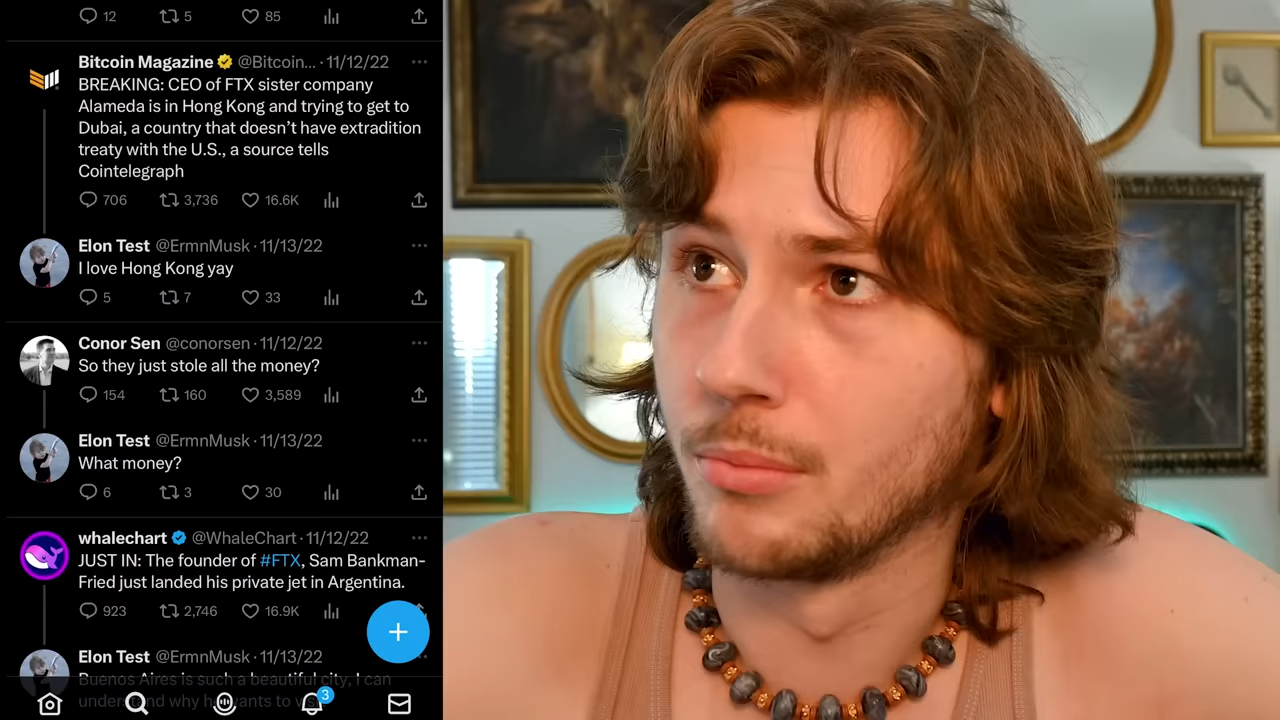 12 5 85
Bitcoin Magazine @Bitcoin... · 11/12/22
BREAKING: CEO of FTX sister company
Alameda is in Hong Kong and trying to get to
Dubai, a country that doesn't have extradition
treaty with the U.S., a source tells
Cointelegraph
706 3,736 16.6K
Elon Test @ErmnMusk · 11/13/22
I love Hong Kong yay
5 7 33
Conor Sen @conorsen · 11/12/22
So they just stole all the money?
154 160 3,589
Elon Test @ErmnMusk · 11/13/22
What money?
6 3 30
whalechart @WhaleChart · 11/12/22
JUST IN: The founder of #FTX, Sam Bankman-
Fried just landed his private jet in Argentina.
923 2,746 16.9K
Elon Test @ErmnMusk · 11/13/22
Buenos Aires is such a beautiful city, I can
why wants to
3